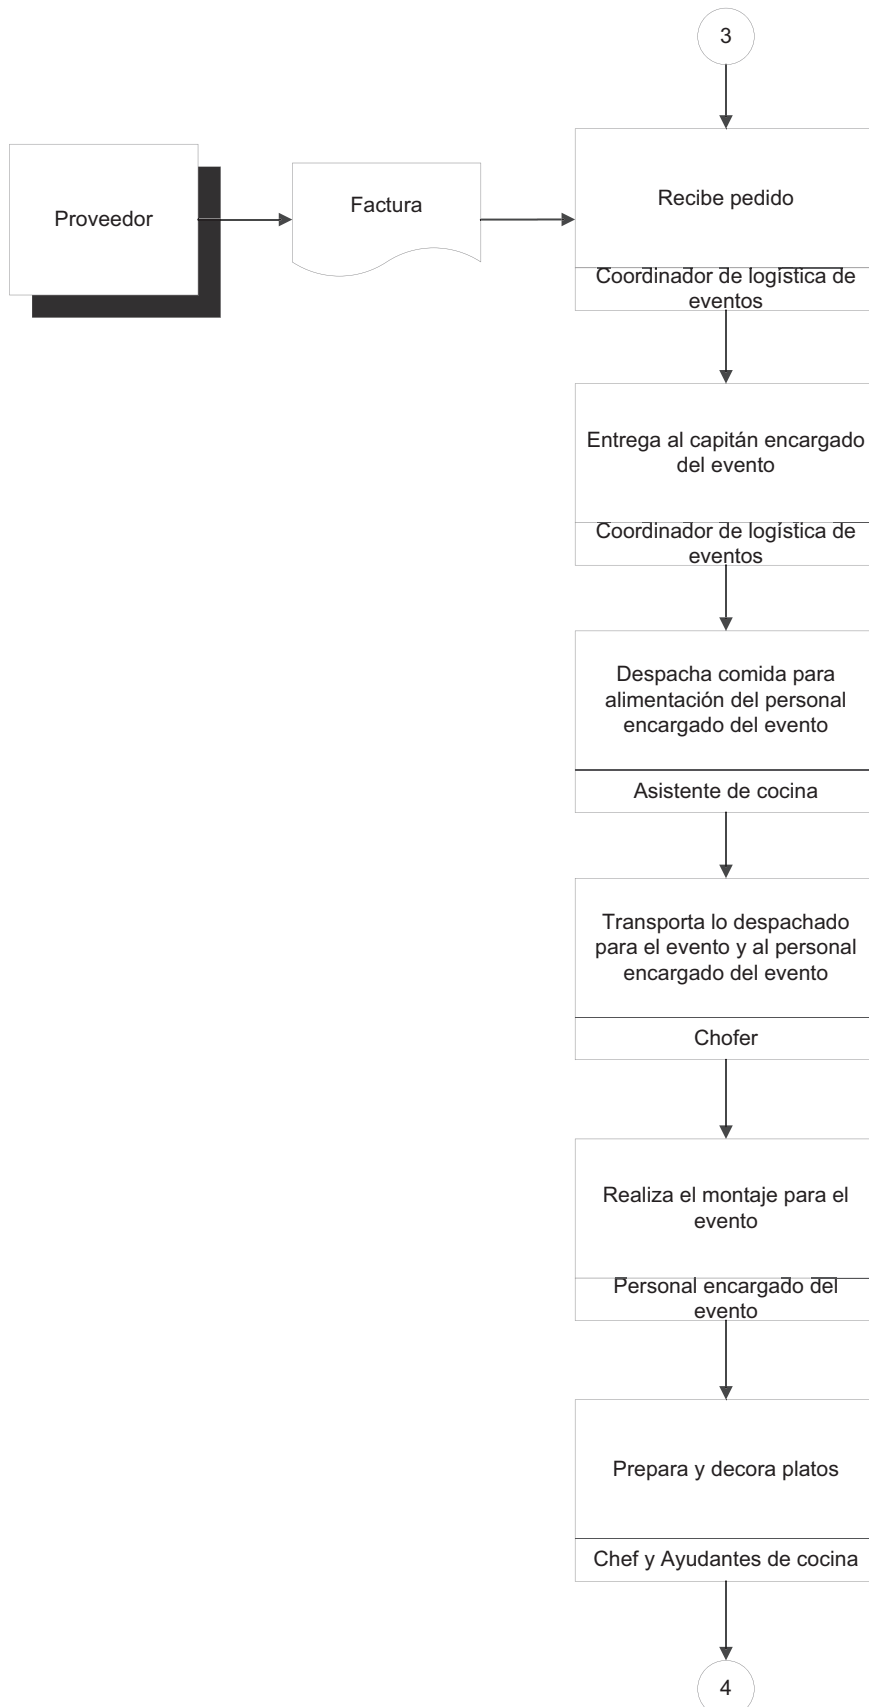 3
Proveedor
Factura
Recibe pedido
Coordinador de logística de
eventos
Entrega al capitán encargado
del evento
Coordinador de logística de
eventos
Despacha comida para
alimentación del personal
encargado del evento
Asistente de cocina
Transporta lo despachado
para el evento y al personal
encargado del evento
Chofer
Realiza el montaje para el
evento
Personal encargado del
evento
Prepara y decora platos
Chef y Ayudantes de cocina
4